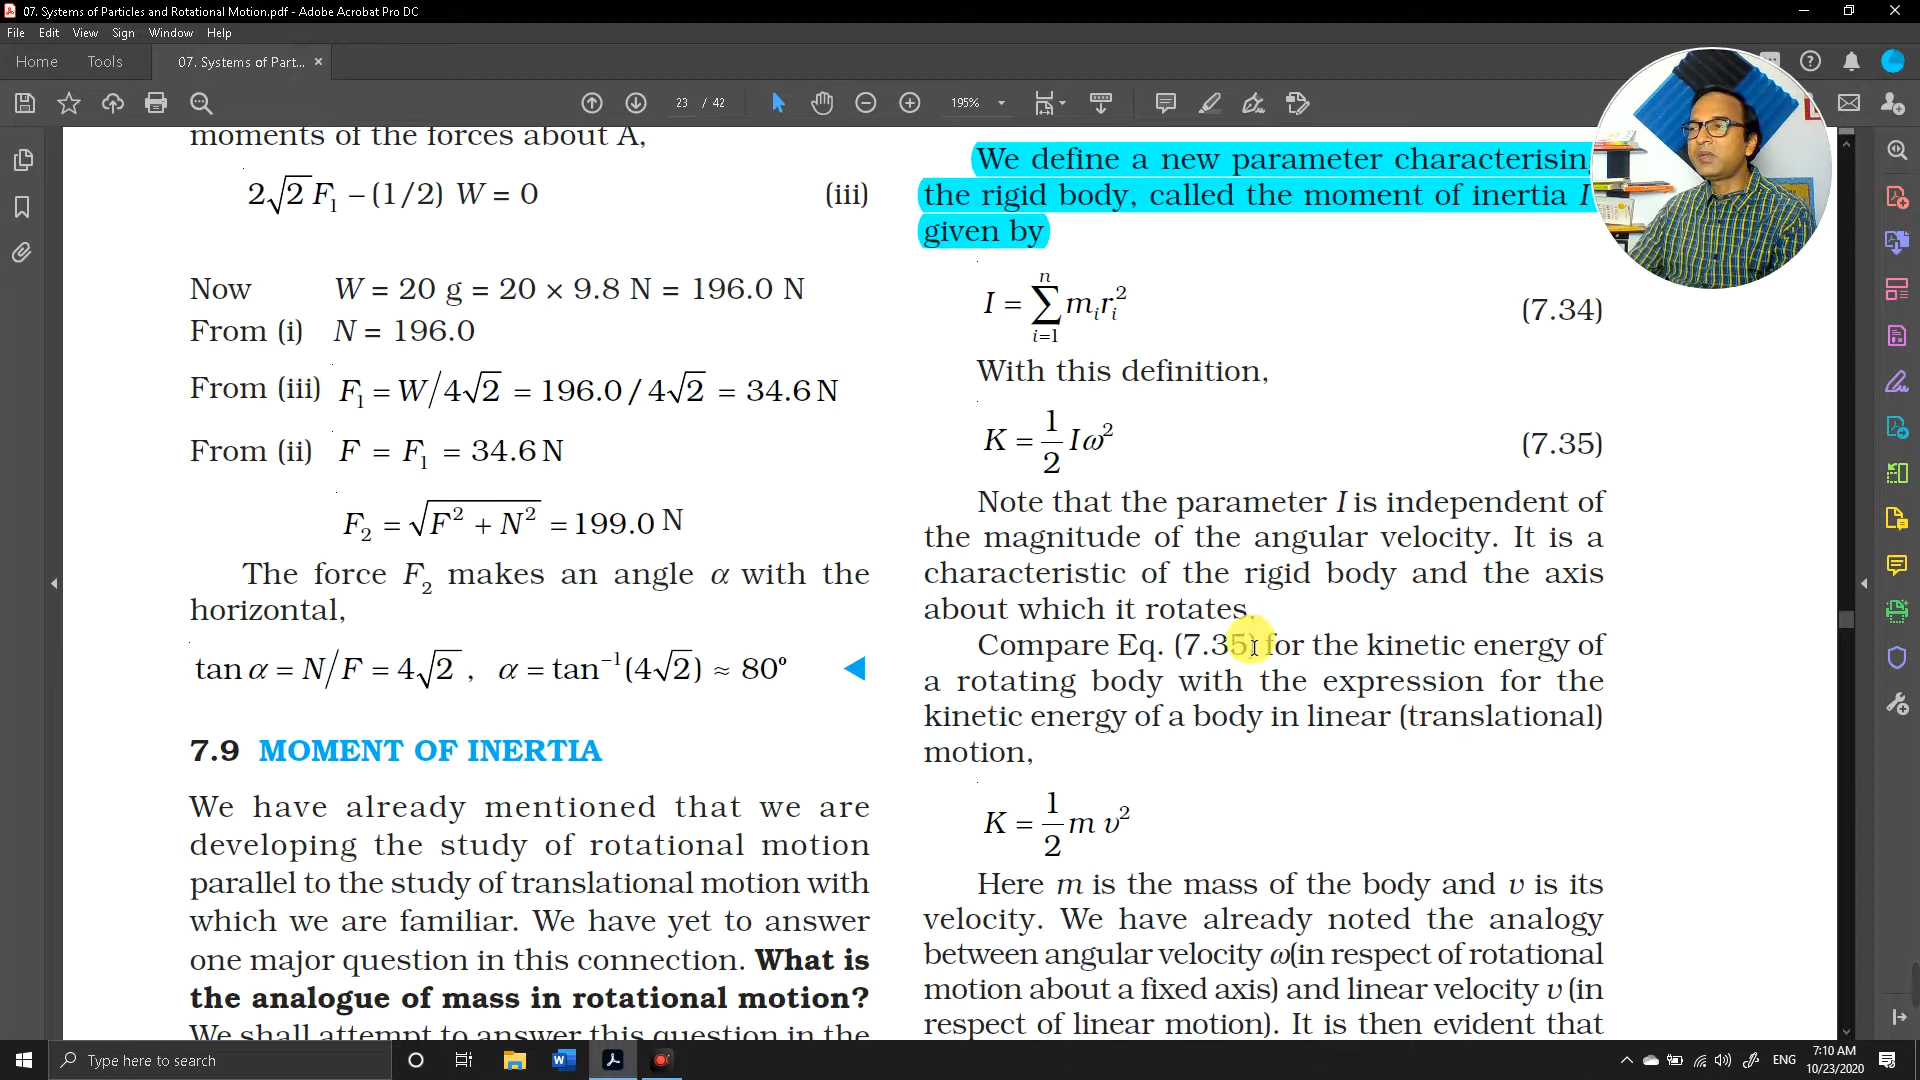 07. Systems of Particles and Rotational Motion.pdf - Adobe Acrobat Pro DC
File Edit View Sign Window Help
Home Tools 07. Systems of Part... ×
23 / 42 195%
moments of the forces about A,
2√2 F₁ – (1/2) W = 0 (iii)
Now W = 20 g = 20 × 9.8 N = 196.0 N
From (i) N = 196.0
From (iii) F₁ = W/4√2 = 196.0/4√2 = 34.6 N
From (ii) F = F₁ = 34.6 N
F₂ = √(F² + N²) = 199.0 N
The force F₂ makes an angle α with the
horizontal,
tan α = N/F = 4√2 , α = tan⁻¹(4√2) ≈ 80º
7.9 MOMENT OF INERTIA
We have already mentioned that we are
developing the study of rotational motion
parallel to the study of translational motion with
which we are familiar. We have yet to answer
one major question in this connection. What is
the analogue of mass in rotational motion?
We shall attempt to answer this question in the
We define a new parameter
the rigid body, called the moment of inertia I
given by
I = ∑ⁿᵢ₌₁ mᵢrᵢ² (7.34)
With this definition,
K = 1/2 Iω² (7.35)
Note that the parameter I is independent of
the magnitude of the angular velocity. It is a
characteristic of the rigid body and the axis
about which it rotates.
Compare Eq. (7.35) for the kinetic energy of
a rotating body with the expression for the
kinetic energy of a body in linear (translational)
motion,
K = 1/2 m υ²
Here m is the mass of the body and υ is its
velocity. We have already noted the analogy
between angular velocity ω (in respect of rotational
motion about a fixed axis) and linear velocity υ (in
respect of linear motion). It is then evident that
Type here to search
ENG
7:10 AM
10/23/2020